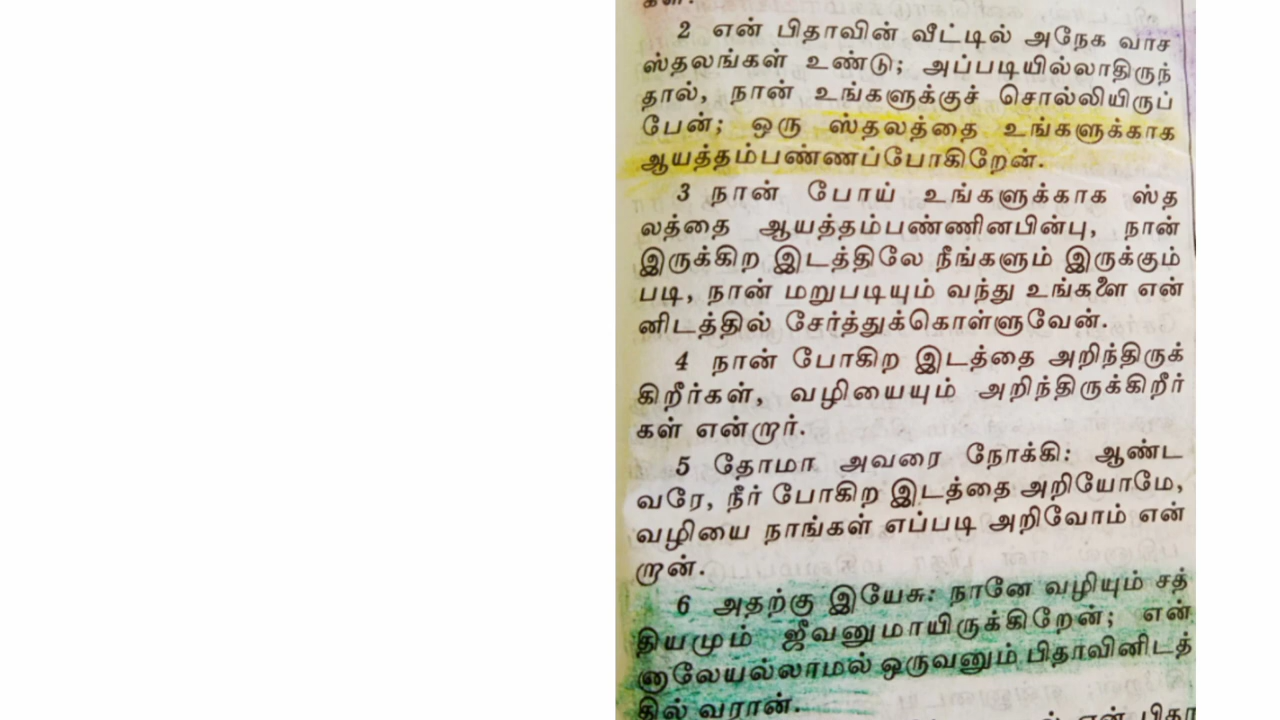 கள்.
2 என் பிதாவின் வீட்டில் அநேக வாச
ஸ்தலங்கள் உண்டு; அப்படியில்லாதிருந்
தால், நான் உங்களுக்குச் சொல்லியிருப்
பேன்; ஒரு ஸ்தலத்தை உங்களுக்காக
ஆயத்தம்பண்ணப்போகிறேன்.
3 நான் போய் உங்களுக்காக ஸ்த
லத்தை ஆயத்தம்பண்ணினபின்பு, நான்
இருக்கிற இடத்திலே நீங்களும் இருக்கும்
படி, நான் மறுபடியும் வந்து உங்களை என்
னிடத்தில் சேர்த்துக்கொள்ளுவேன்.
4 நான் போகிற இடத்தை அறிந்திருக்
கிறீர்கள், வழியையும் அறிந்திருக்கிறீர்
கள் என்றார்.
5 தோமா அவரை நோக்கி: ஆண்ட
வரே, நீர் போகிற இடத்தை அறியோமே,
வழியை நாங்கள் எப்படி அறிவோம் என்
றான்.
6 அதற்கு இயேசு: நானே வழியும் சத்
தியமும் ஜீவனுமாயிருக்கிறேன்; என்
னாலேயல்லாமல் ஒருவனும் பிதாவினிடத்
தில் வரான்.
என் பிதா